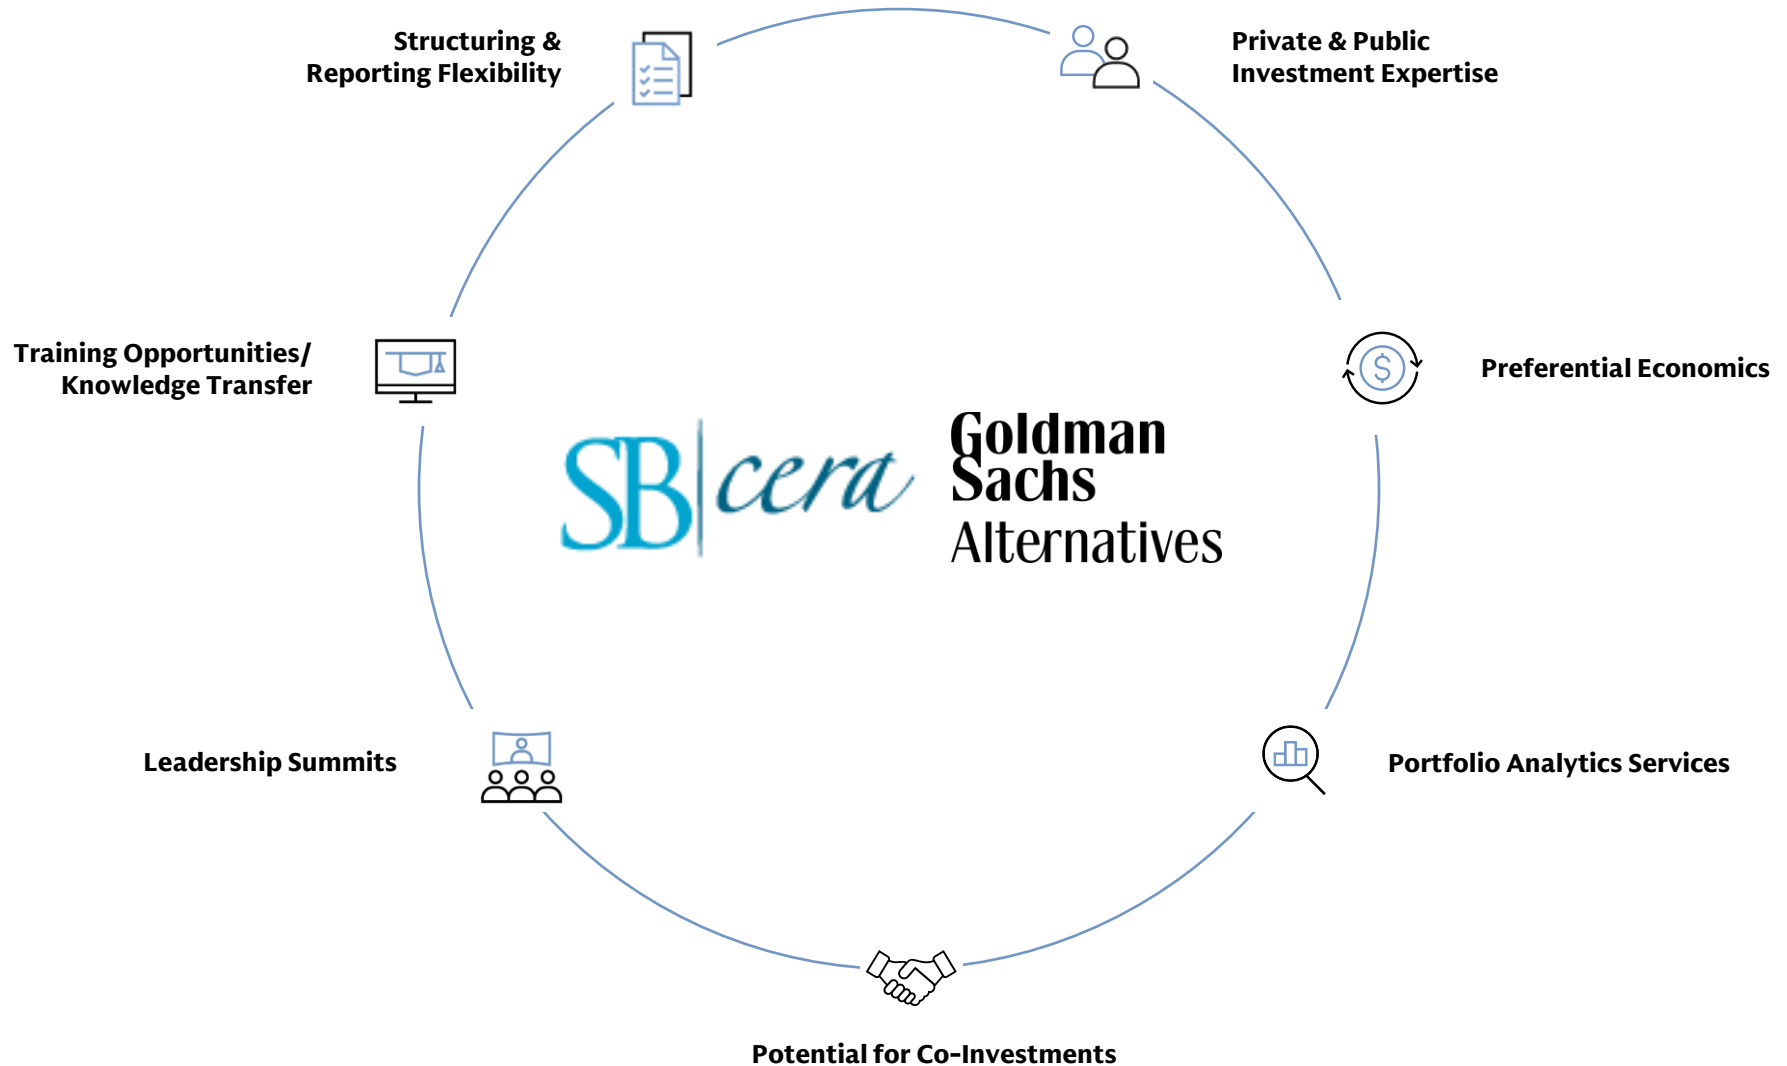 Structuring &
Reporting Flexibility
Private & Public
Investment Expertise
Training Opportunities/
Knowledge Transfer
$
Preferential Economics
SB|cera
Goldman
Sachs
Alternatives
Leadership Summits
Portfolio Analytics Services
Potential for Co-Investments